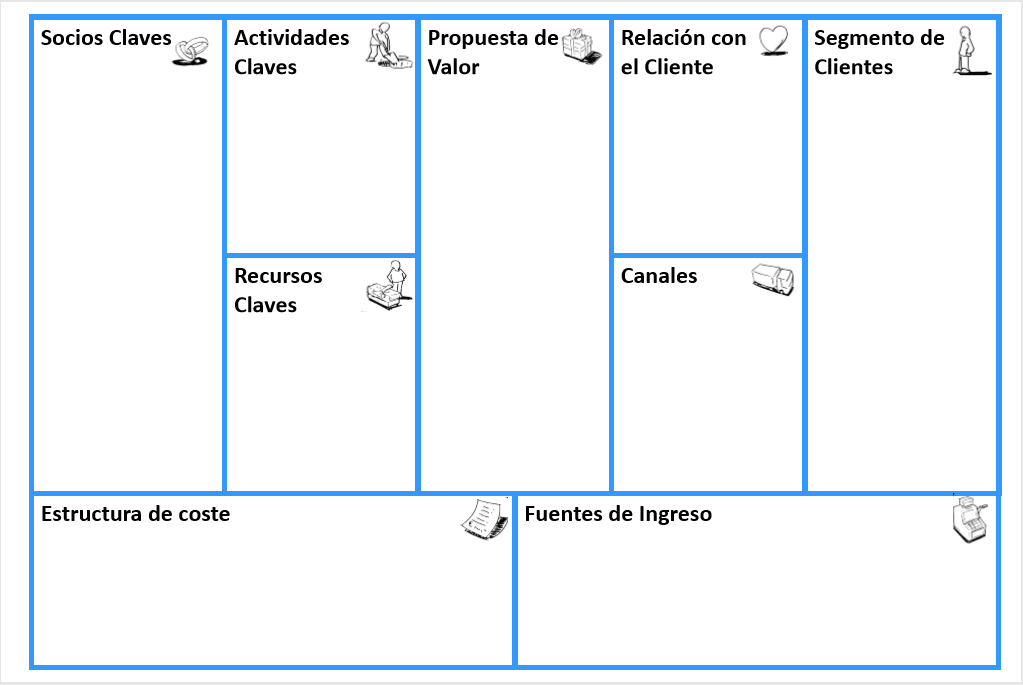 Socios Claves
Actividades
Claves
Propuesta de
Valor
Relación con
el Cliente
Segmento de
Clientes
Recursos
Claves
Canales
Estructura de coste
Fuentes de Ingreso